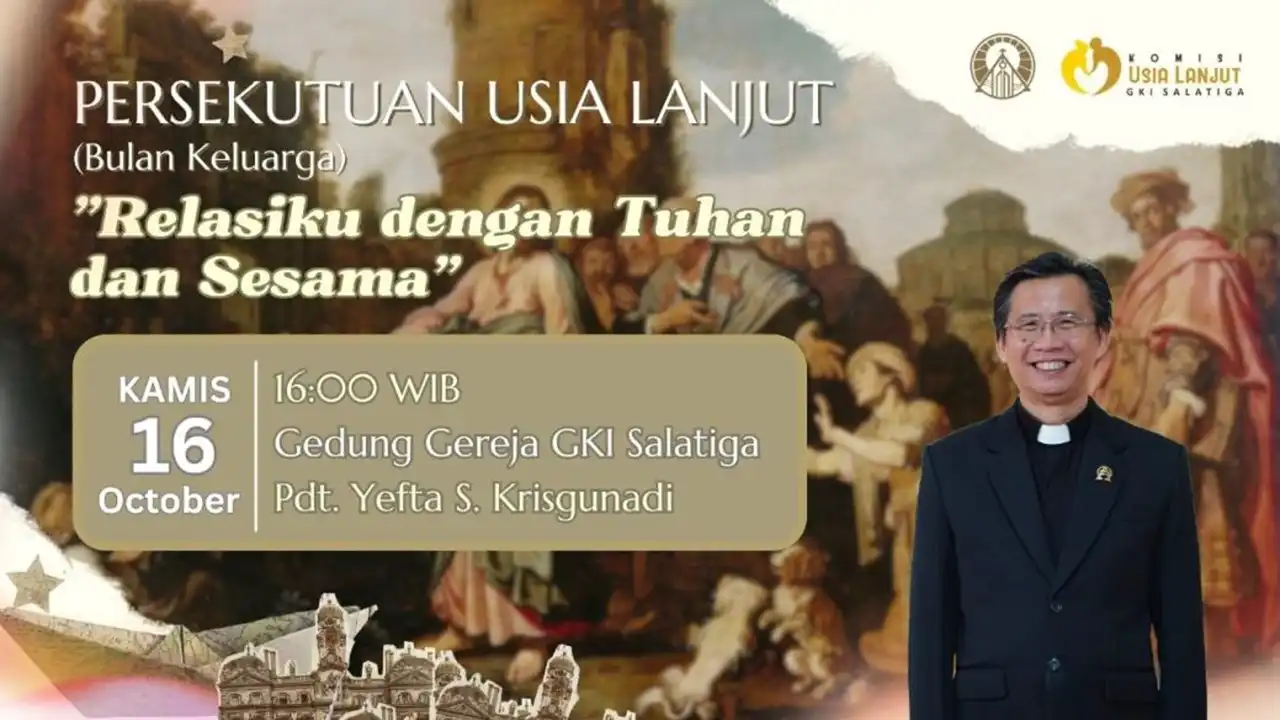 PERSEKUTUAN USIA LANJUT
(Bulan Keluarga)
"Relasiku dengan Tuhan
dan Sesama"
KAMIS
16
October
16:00 WIB
Gedung Gereja GKI Salatiga
Pdt. Yefta S. Krisgunadi
KOMISI
USIA LANJUT
GKI SALATIGA